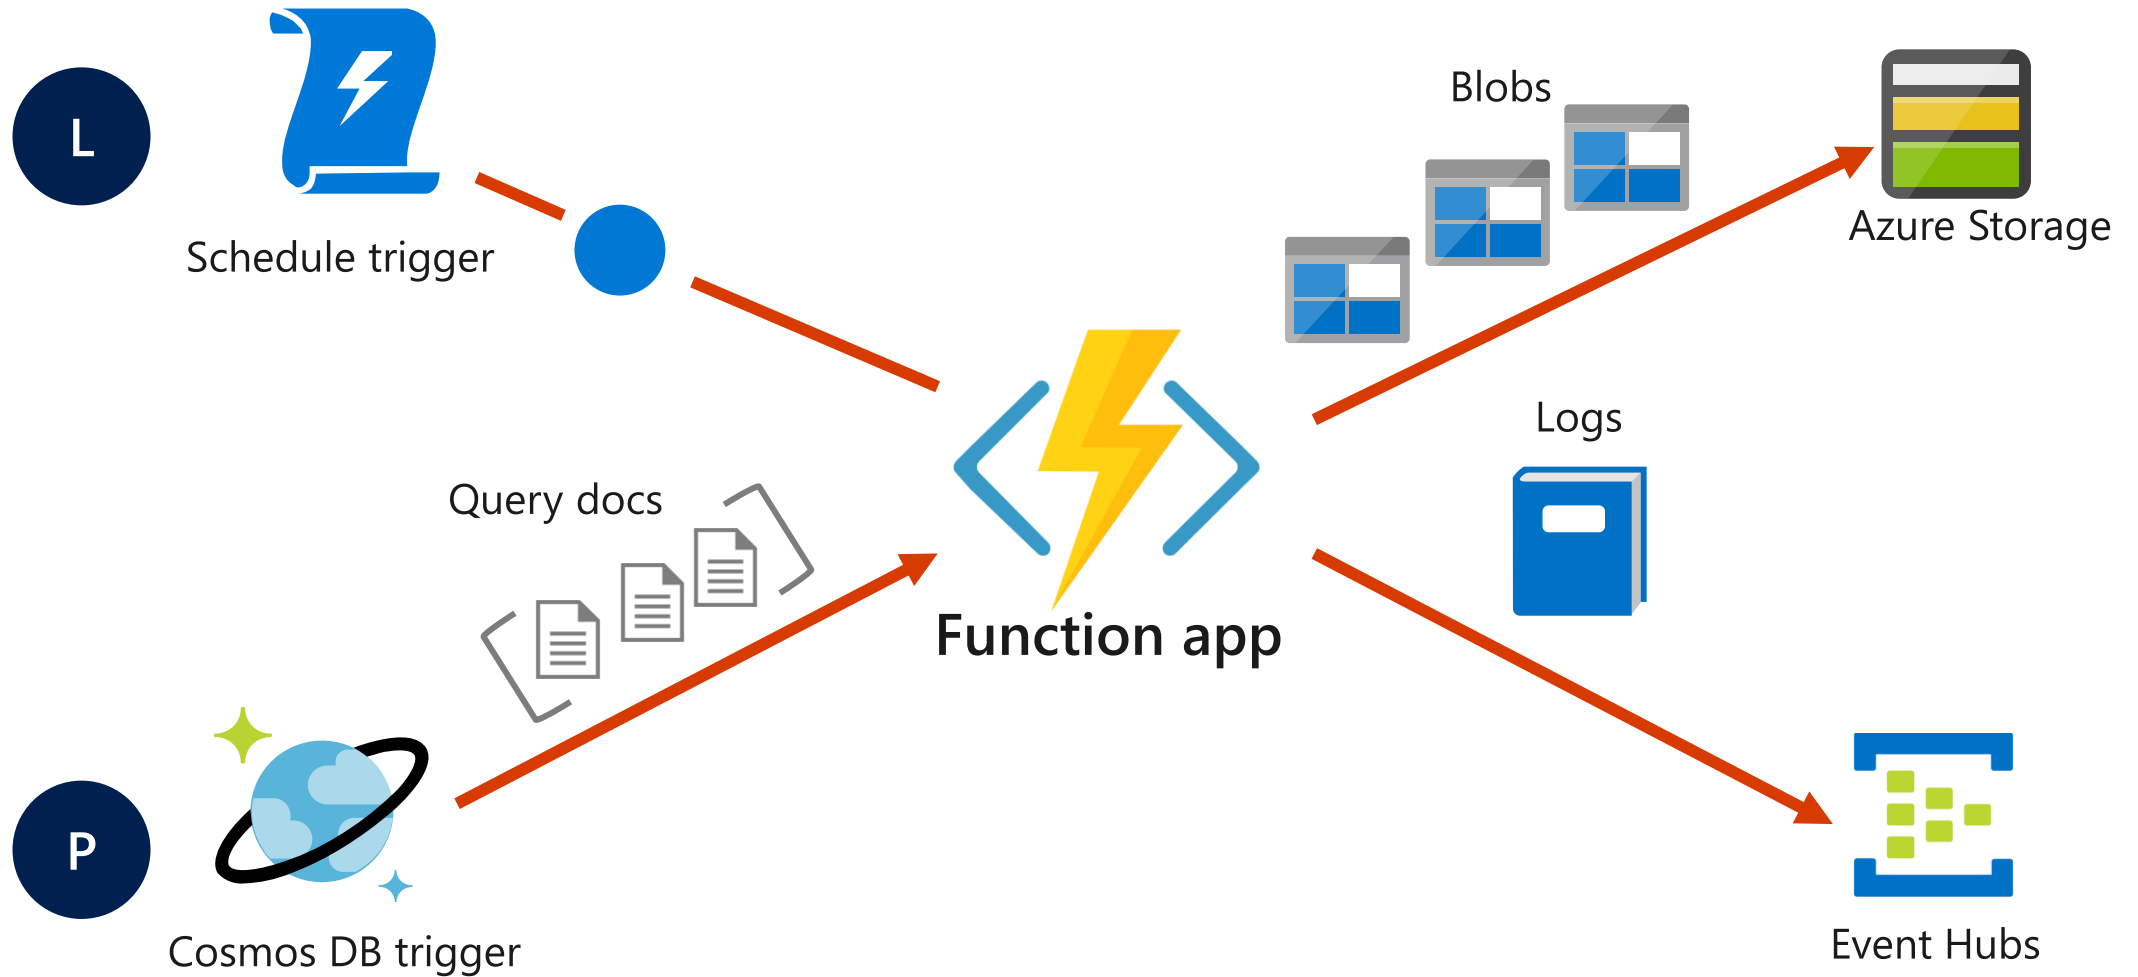 L
Schedule trigger
Blobs
Azure Storage
Logs
Query docs
Function app
P
Cosmos DB trigger
Event Hubs